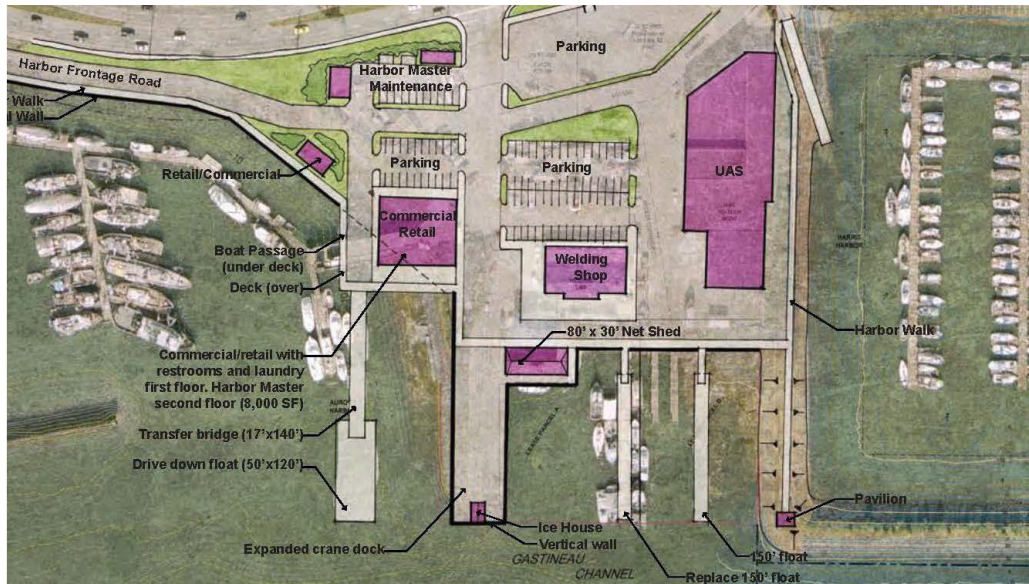 Parking
Harbor Frontage Road
Harbor Master
Maintenance
Walk
Wall
Parking
Parking
Retail/Commercial
UAS
Commercial
Retail
Boat Passage
(under deck)
Deck (over)
Welding
Shop
HARRIS
HARBOR
80' x 30' Net Shed
Harbor Walk
Commercial/retail with
restrooms and laundry
first floor. Harbor Master
second floor (8,000 SF)
Transfer bridge (17'x140')
Drive down float (50'x120')
Pavilion
Ice House
Vertical wall
Expanded crane dock
GASTINEAU
CHANNEL
150' float
Replace 150' float